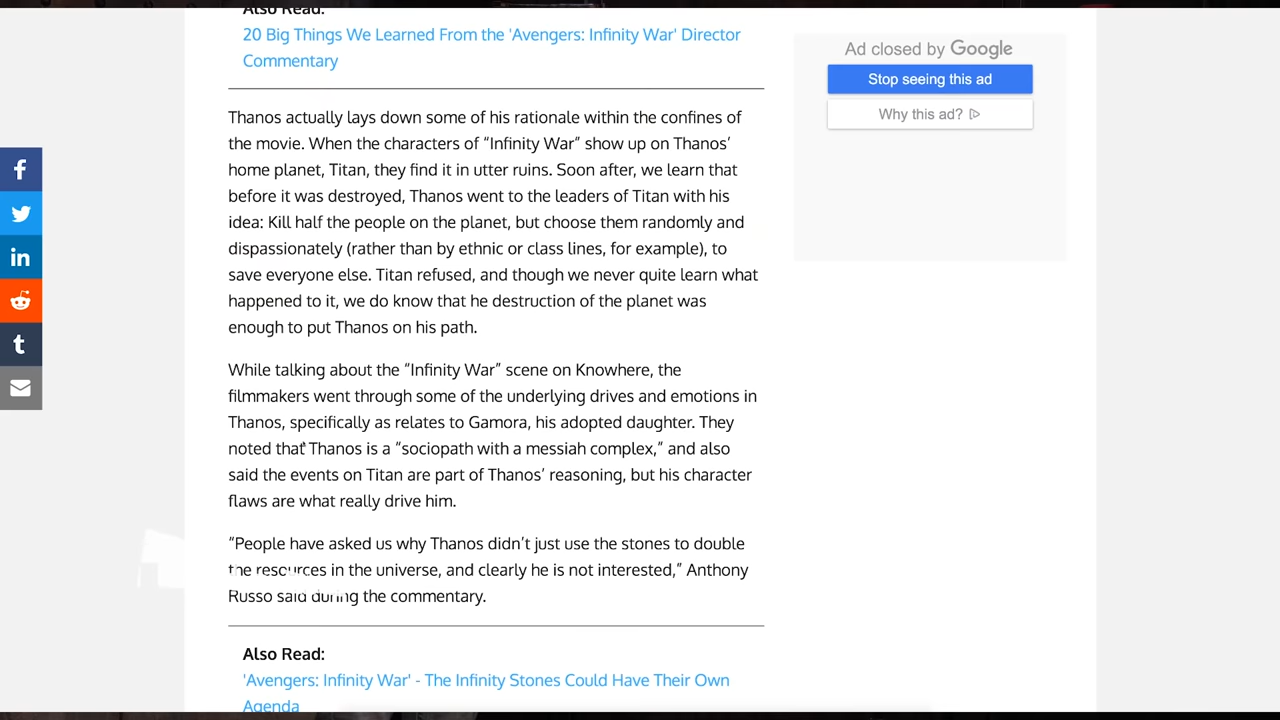 Also Read:
20 Big Things We Learned From the 'Avengers: Infinity War' Director
Commentary
Ad closed by Google
Stop seeing this ad
Why this ad?
Thanos actually lays down some of his rationale within the confines of
the movie. When the characters of “Infinity War” show up on Thanos’
home planet, Titan, they find it in utter ruins. Soon after, we learn that
before it was destroyed, Thanos went to the leaders of Titan with his
idea: Kill half the people on the planet, but choose them randomly and
dispassionately (rather than by ethnic or class lines, for example), to
save everyone else. Titan refused, and though we never quite learn what
happened to it, we do know that he destruction of the planet was
enough to put Thanos on his path.
While talking about the “Infinity War” scene on Knowhere, the
filmmakers went through some of the underlying drives and emotions in
Thanos, specifically as relates to Gamora, his adopted daughter. They
noted that Thanos is a “sociopath with a messiah complex,” and also
said the events on Titan are part of Thanos’ reasoning, but his character
flaws are what really drive him.
“People have asked us why Thanos didn’t just use the stones to double
the resources in the universe, and clearly he is not interested,” Anthony
Russo said during the commentary.
Also Read:
'Avengers: Infinity War' - The Infinity Stones Could Have Their Own
Agenda